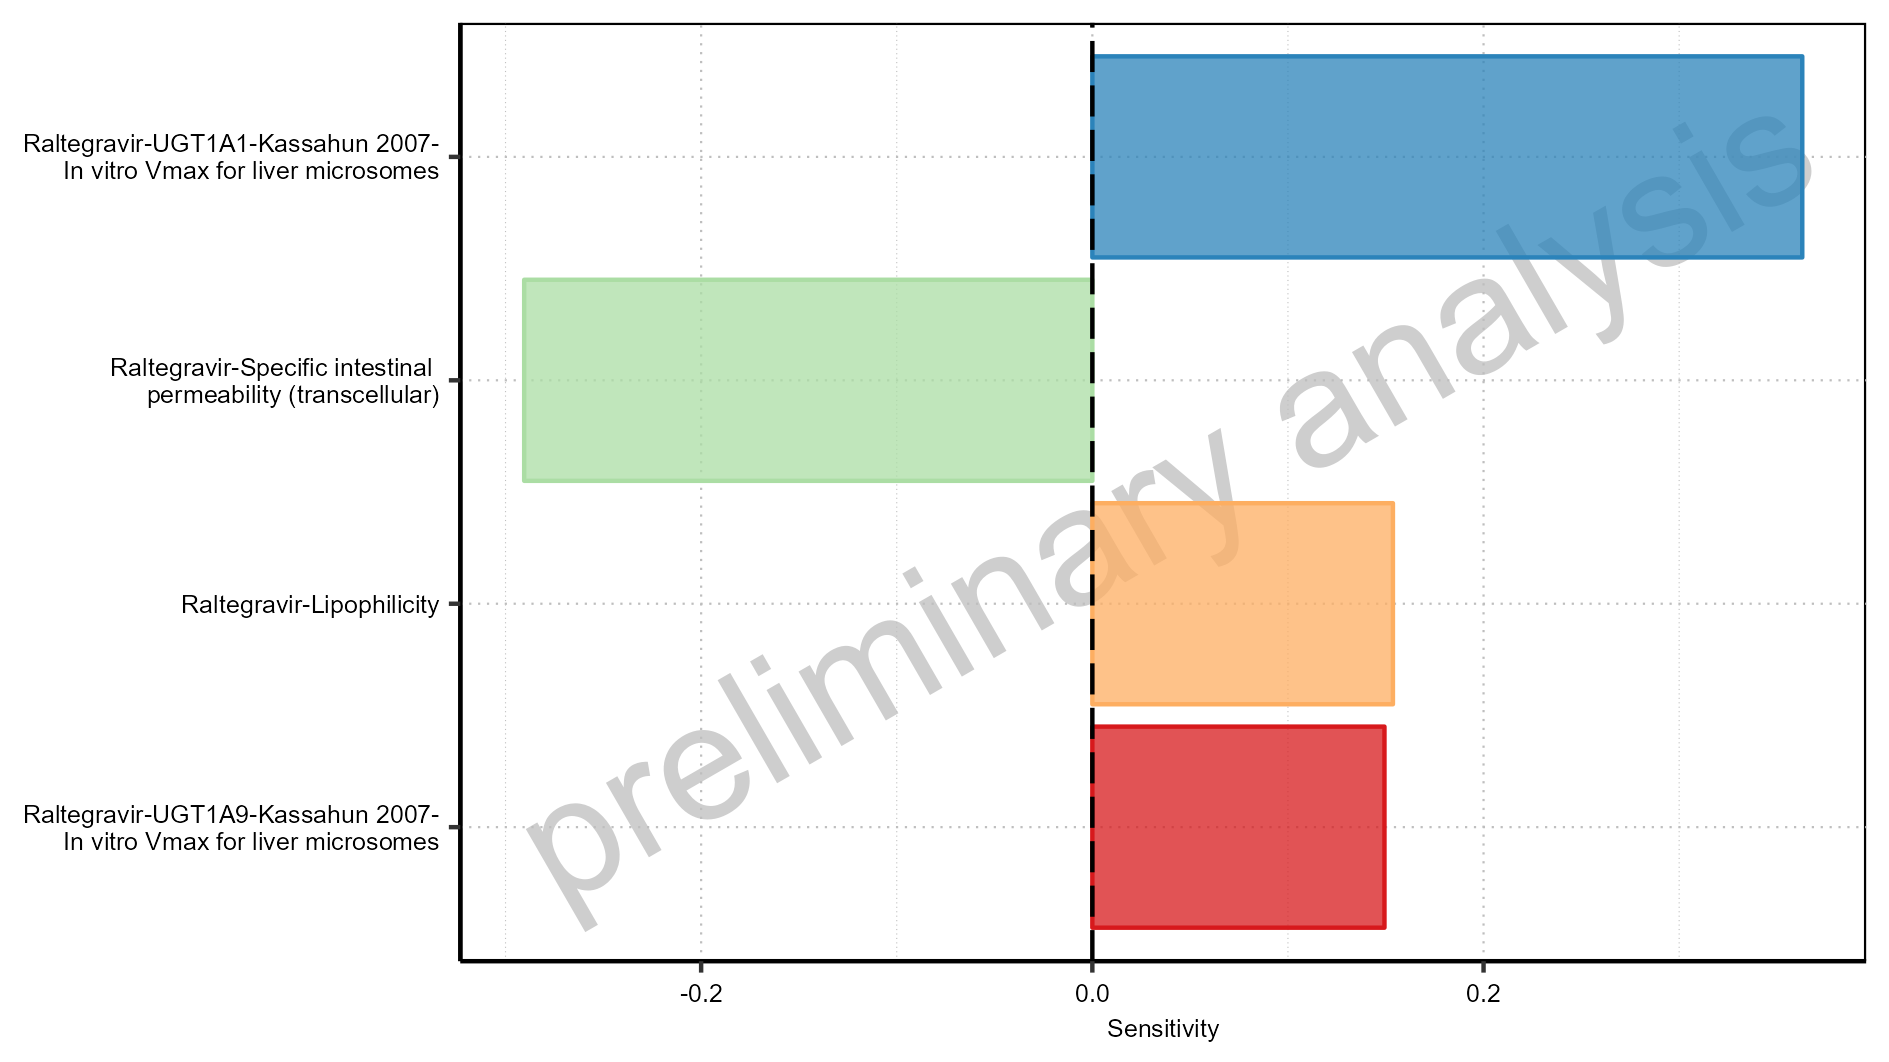 Raltegravir-UGT1A1-Kassahun 2007-
In vitro Vmax for liver microsomes
Raltegravir-Specific intestinal
permeability (transcellular)
Raltegravir-Lipophilicity
Raltegravir-UGT1A9-Kassahun 2007-
In vitro Vmax for liver microsomes
preliminary analysis
-0.2
0.0
0.2
Sensitivity